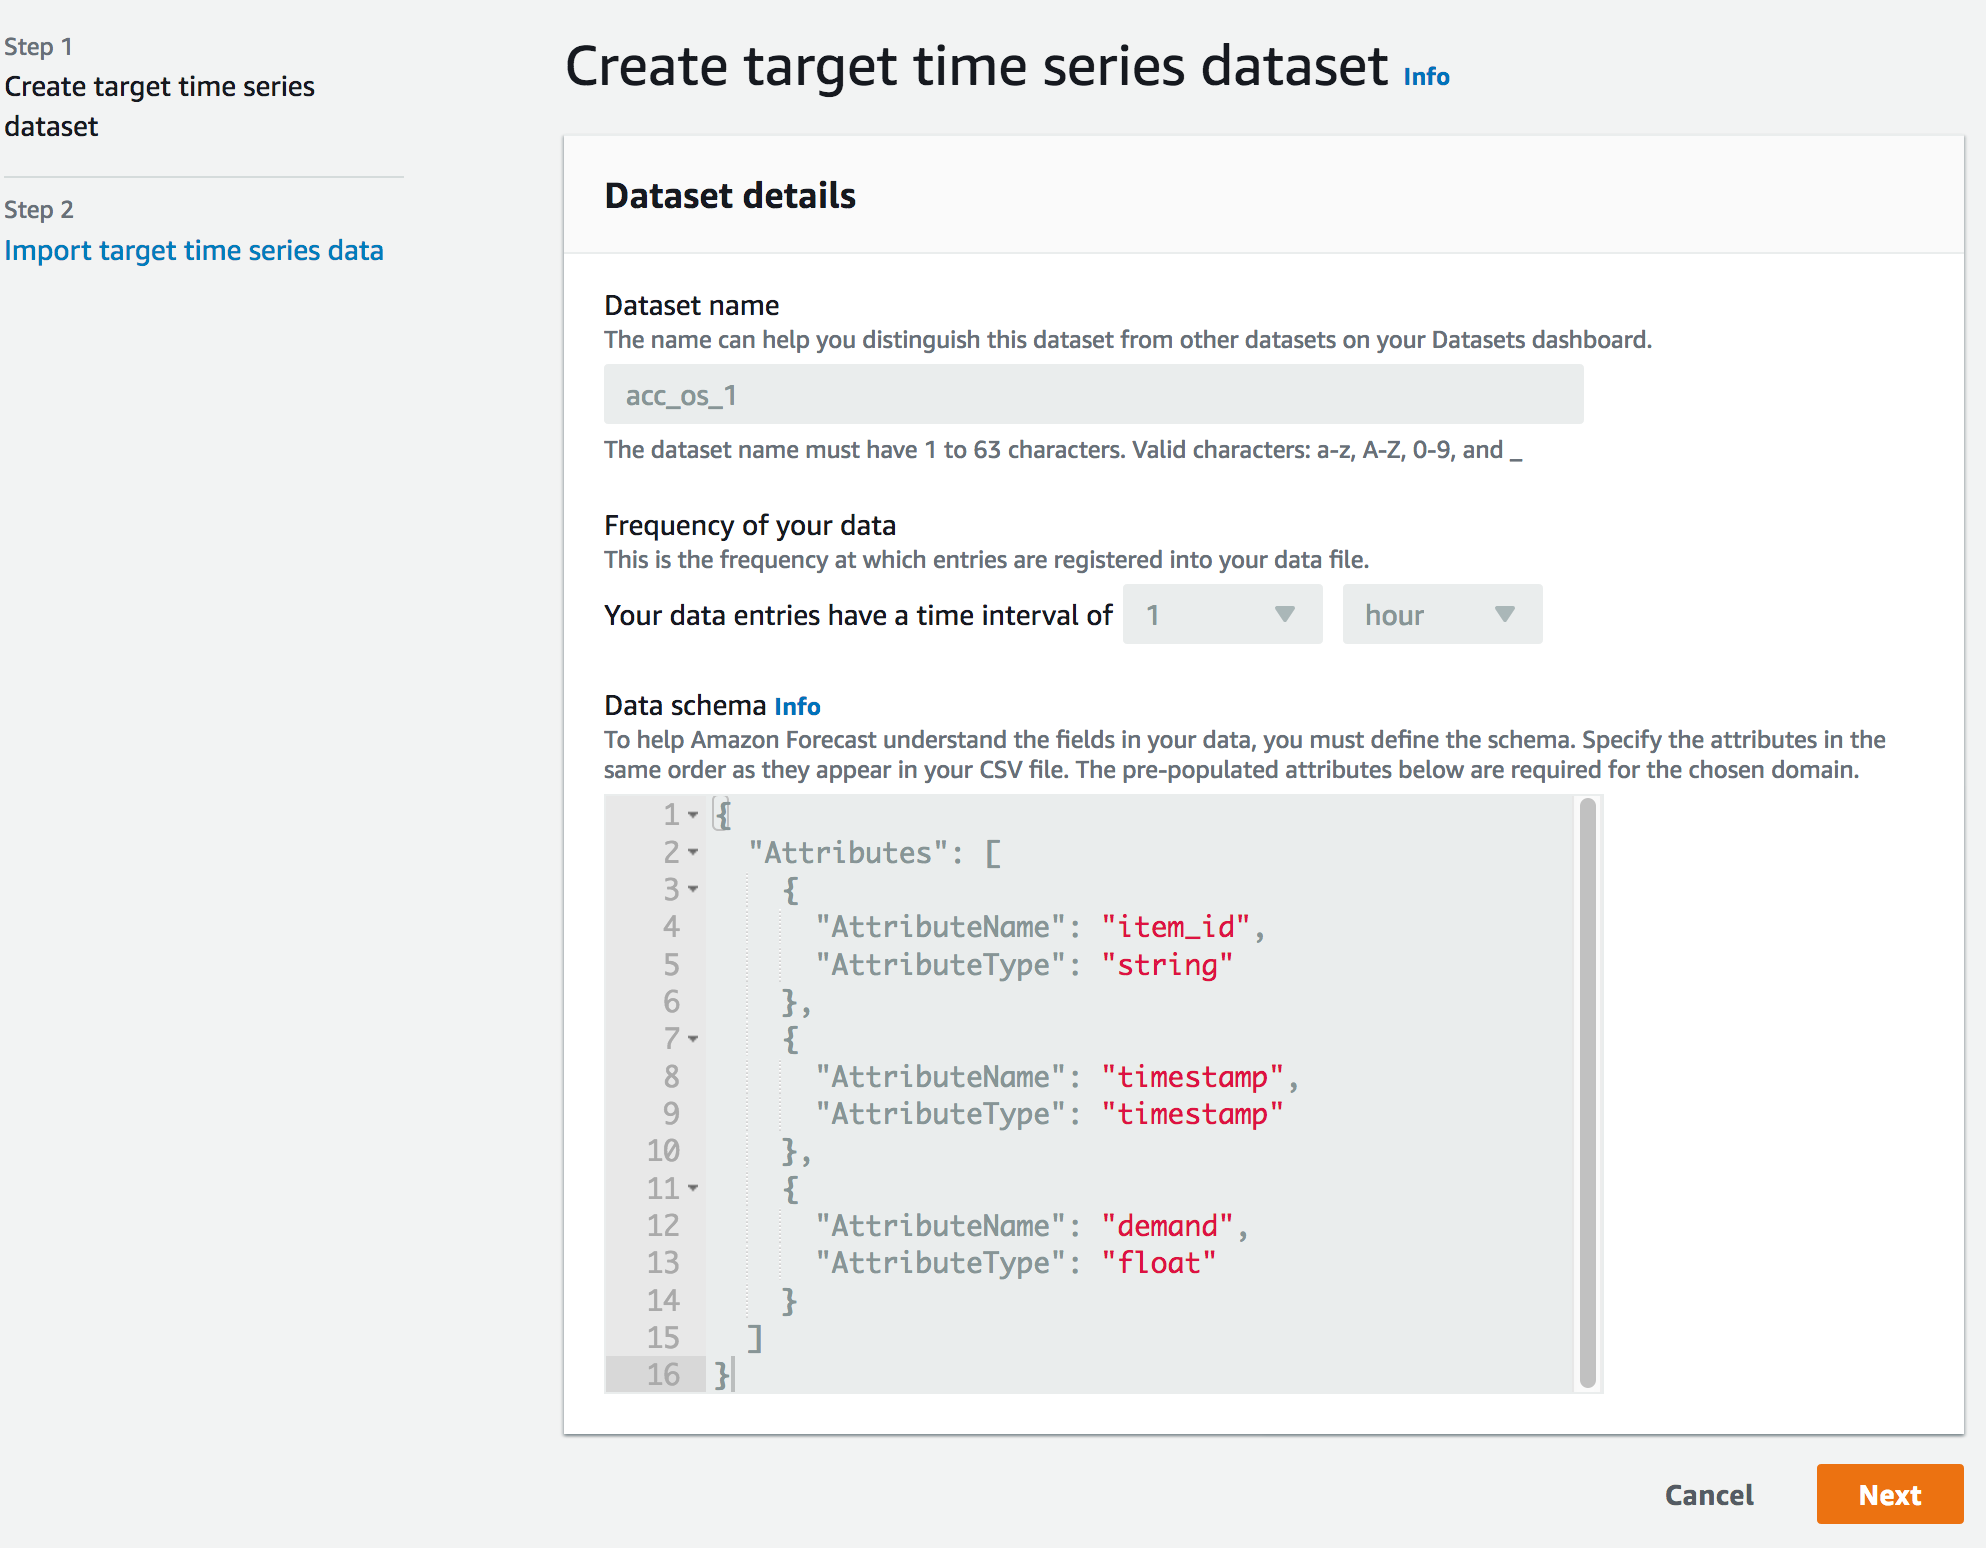 Step 1
Create target time series
dataset
Step 2
Import target time series data
Create target time series dataset Info
Dataset details
Dataset name
The name can help you distinguish this dataset from other datasets on your Datasets dashboard.
acc_os_1
The dataset name must have 1 to 63 characters. Valid characters: a-z, A-Z, 0-9, and _
Frequency of your data
This is the frequency at which entries are registered into your data file.
Your data entries have a time interval of 1 hour
Data schema Info
To help Amazon Forecast understand the fields in your data, you must define the schema. Specify the attributes in the
same order as they appear in your CSV file. The pre-populated attributes below are required for the chosen domain.
1 {
2 "Attributes": [
3 {
4 "AttributeName": "item_id",
5 "AttributeType": "string"
6 },
7 {
8 "AttributeName": "timestamp",
9 "AttributeType": "timestamp"
10 },
11 {
12 "AttributeName": "demand",
13 "AttributeType": "float"
14 }
15 ]
16 }
Cancel Next